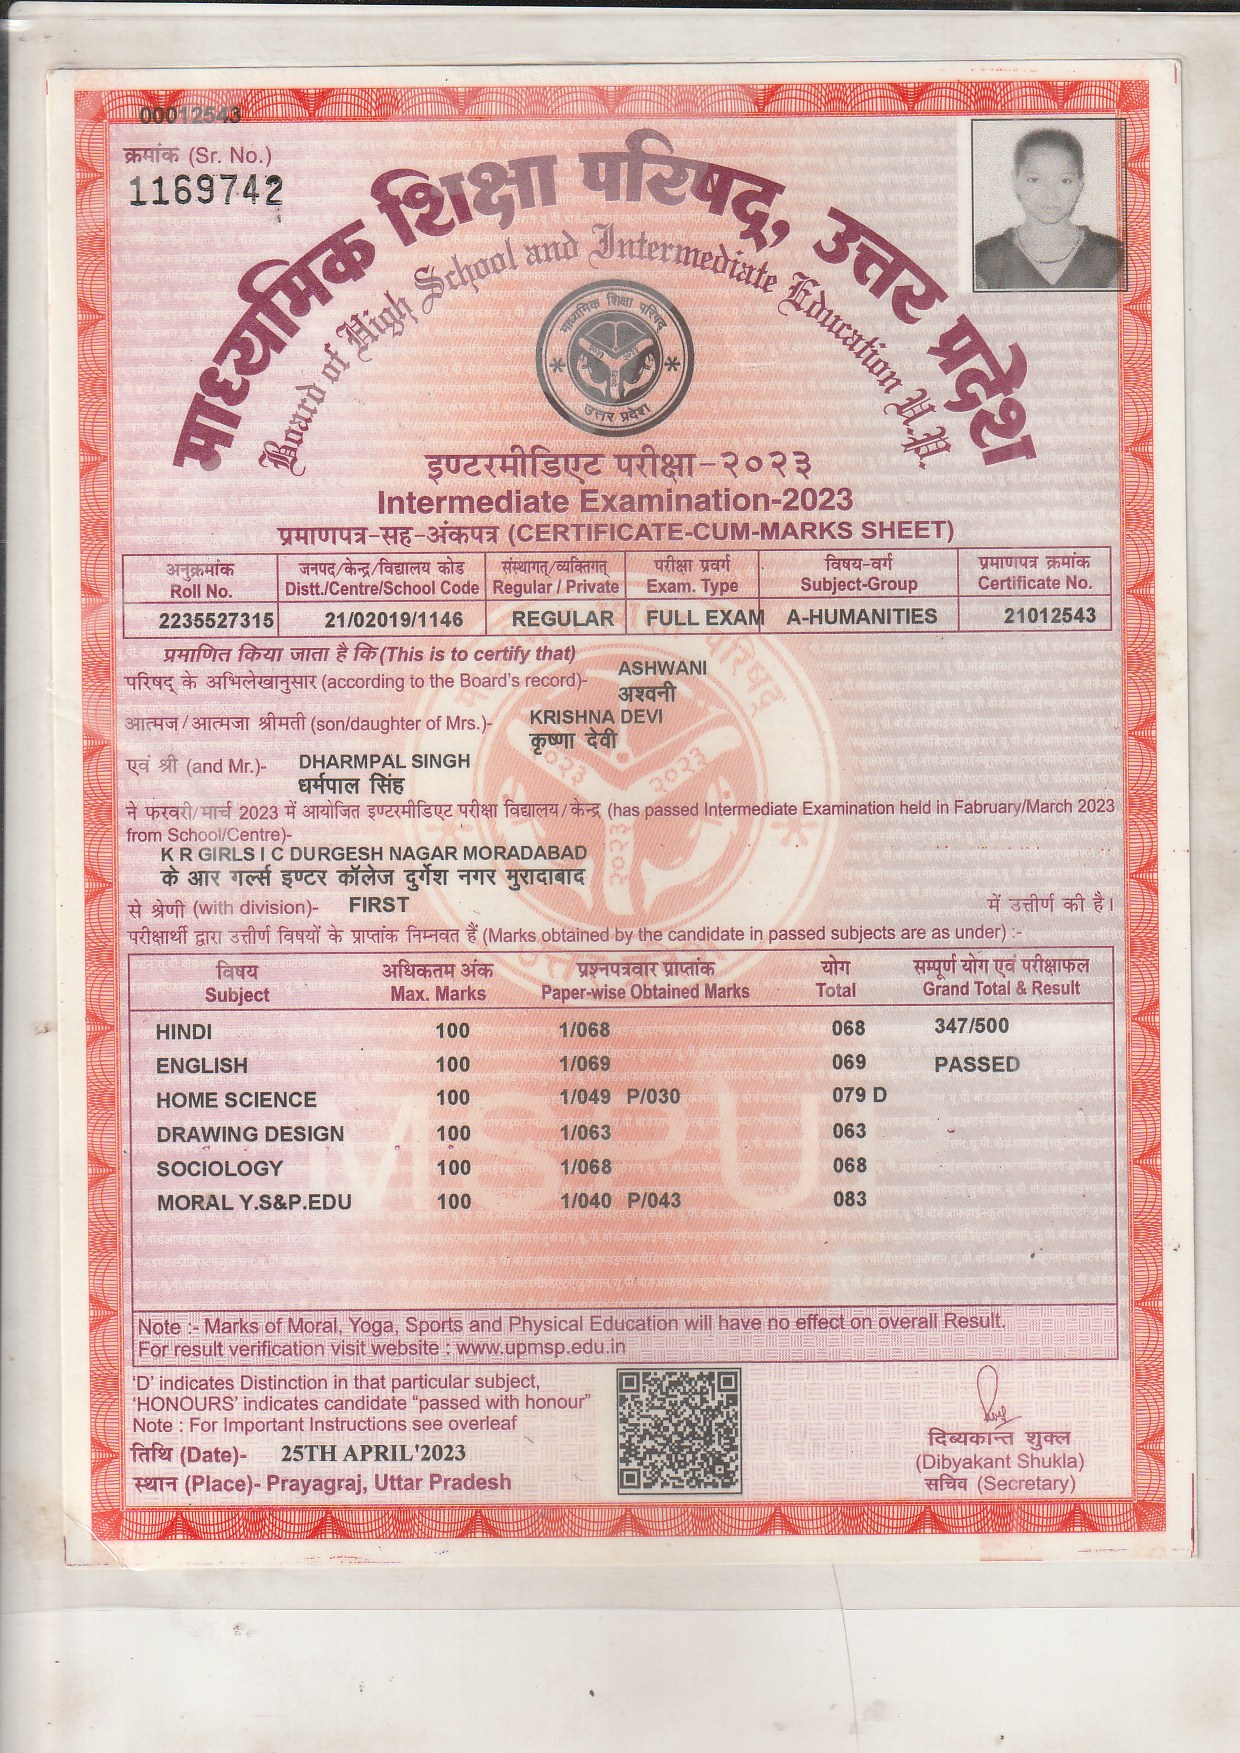 00012543
क्रमांक (Sr. No.)
1169742
माध्यमिक शिक्षा परिषद्, उत्तर प्रदेश
Board of High School and Intermediate Education U.P.
माध्यमिक शिक्षा परिषद्
उत्तर प्रदेश
इण्टरमीडिएट परीक्षा-२०२३
Intermediate Examination-2023
प्रमाणपत्र-सह-अंकपत्र (CERTIFICATE-CUM-MARKS SHEET)
अनुक्रमांक जनपद/केन्द्र/विद्यालय कोड संस्थागत्/व्यक्तिगत् परीक्षा प्रवर्ग विषय-वर्ग प्रमाणपत्र क्रमांक
Roll No. Distt./Centre/School Code Regular / Private Exam. Type Subject-Group Certificate No.
2235527315 21/02019/1146 REGULAR FULL EXAM A-HUMANITIES 21012543
प्रमाणित किया जाता है कि (This is to certify that)
ASHWANI
परिषद् के अभिलेखानुसार (according to the Board's record)-
अश्वनी
KRISHNA DEVI
आत्मज/आत्मजा श्रीमती (son/daughter of Mrs.)-
कृष्णा देवी
DHARMPAL SINGH
एवं श्री (and Mr.)-
धर्मपाल सिंह
ने फरवरी/मार्च 2023 में आयोजित इण्टरमीडिएट परीक्षा विद्यालय/केन्द्र (has passed Intermediate Examination held in Fabruary/March 2023
from School/Centre)-
K R GIRLS I C DURGESH NAGAR MORADABAD
के आर गर्ल्स इण्टर कॉलेज दुर्गेश नगर मुरादाबाद
से श्रेणी (with division)- FIRST में उत्तीर्ण की है।
परीक्षार्थी द्वारा उत्तीर्ण विषयों के प्राप्तांक निम्नवत हैं (Marks obtained by the candidate in passed subjects are as under) :-
विषय अधिकतम अंक प्रश्नपत्रवार प्राप्तांक योग सम्पूर्ण योग एवं परीक्षाफल
Subject Max. Marks Paper-wise Obtained Marks Total Grand Total & Result
HINDI 100 1/068 068 347/500
ENGLISH 100 1/069 069 PASSED
HOME SCIENCE 100 1/049 P/030 079 D
DRAWING DESIGN 100 1/063 063
SOCIOLOGY 100 1/068 068
MORAL Y.S&P.EDU 100 1/040 P/043 083
Note :- Marks of Moral, Yoga, Sports and Physical Education will have no effect on overall Result.
For result verification visit website : www.upmsp.edu.in
'D' indicates Distinction in that particular subject,
'HONOURS' indicates candidate "passed with honour"
Note : For Important Instructions see overleaf
तिथि (Date)- 25TH APRIL'2023
स्थान (Place)- Prayagraj, Uttar Pradesh
दिब्यकान्त शुक्ल
(Dibyakant Shukla)
सचिव (Secretary)